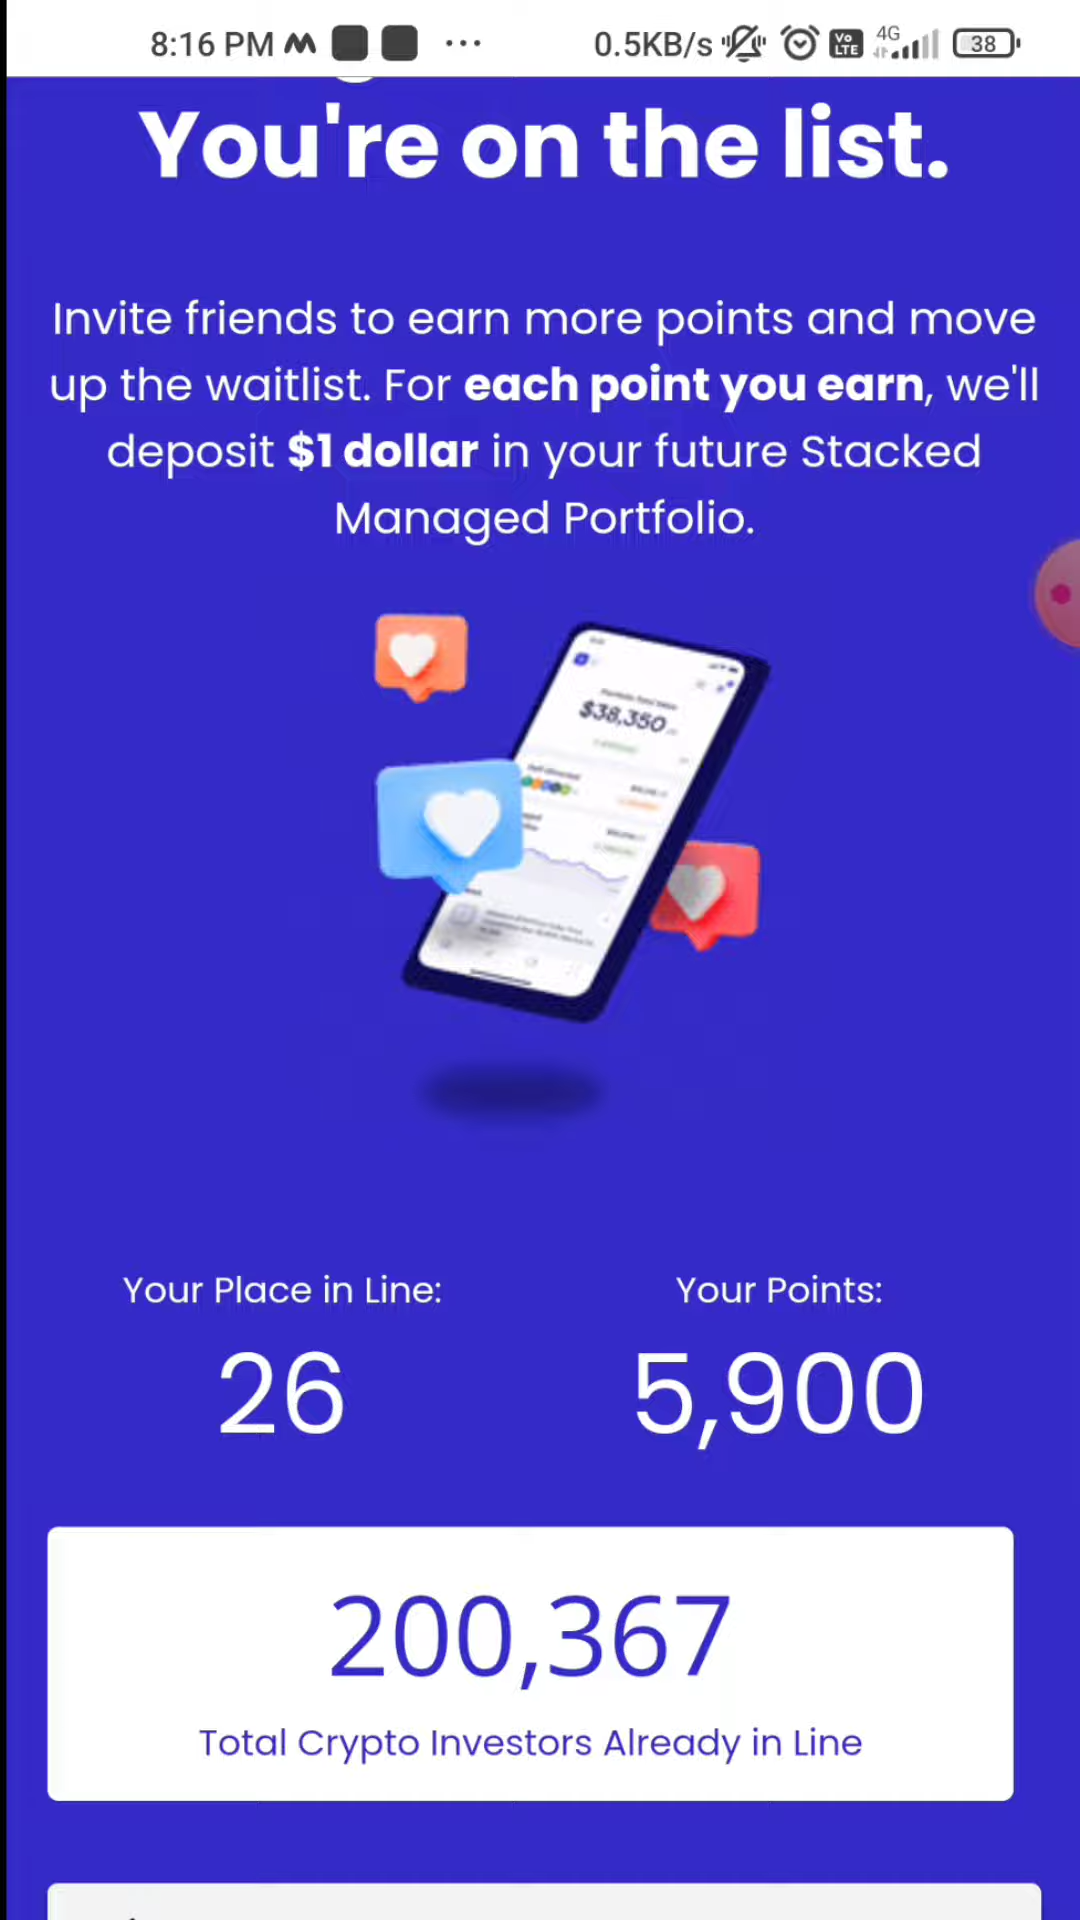 8:16 PM ... 0.5KB/s Vo LTE 4G 38
You're on the list.
Invite friends to earn more points and move
up the waitlist. For each point you earn, we'll
deposit $1 dollar in your future Stacked
Managed Portfolio.
$38,350
Your Place in Line:
26
Your Points:
5,900
200,367
Total Crypto Investors Already in Line